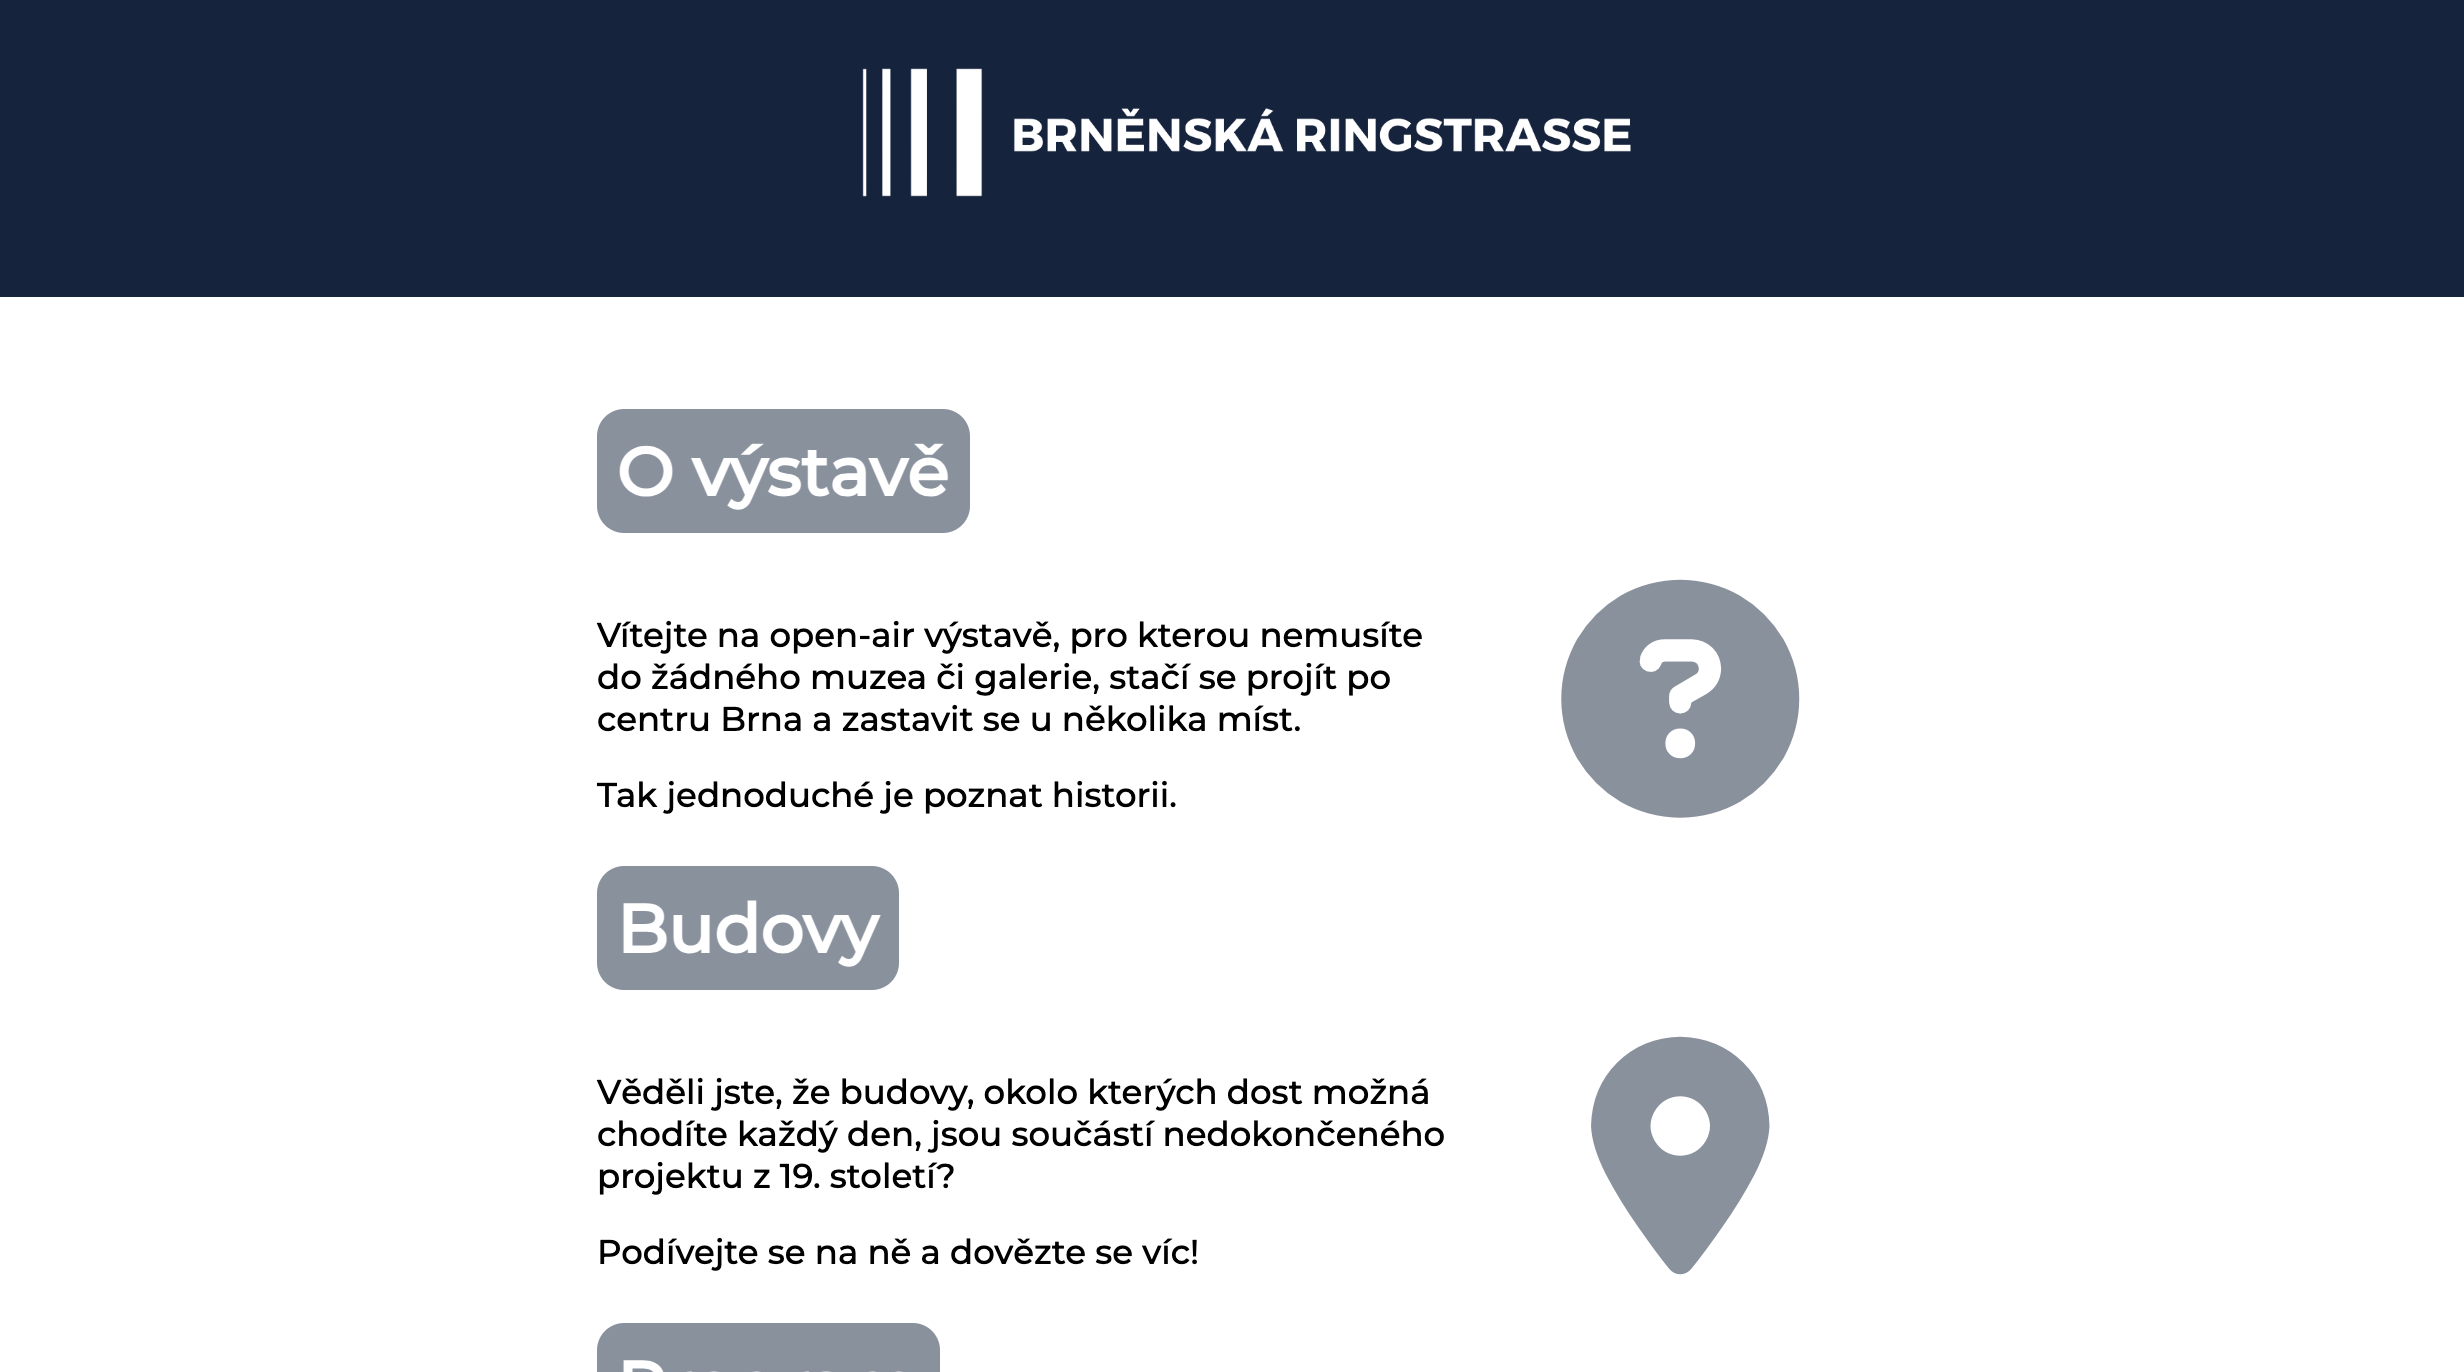 BRNĚNSKÁ RINGSTRASSE
O výstavě
Vítejte na open-air výstavě, pro kterou nemusíte
do žádného muzea či galerie, stačí se projít po
centru Brna a zastavit se u několika míst.
Tak jednoduché je poznat historii.
Budovy
Věděli jste, že budovy, okolo kterých dost možná
chodíte každý den, jsou součástí nedokončeného
projektu z 19. století?
Podívejte se na ně a dovězte se víc!